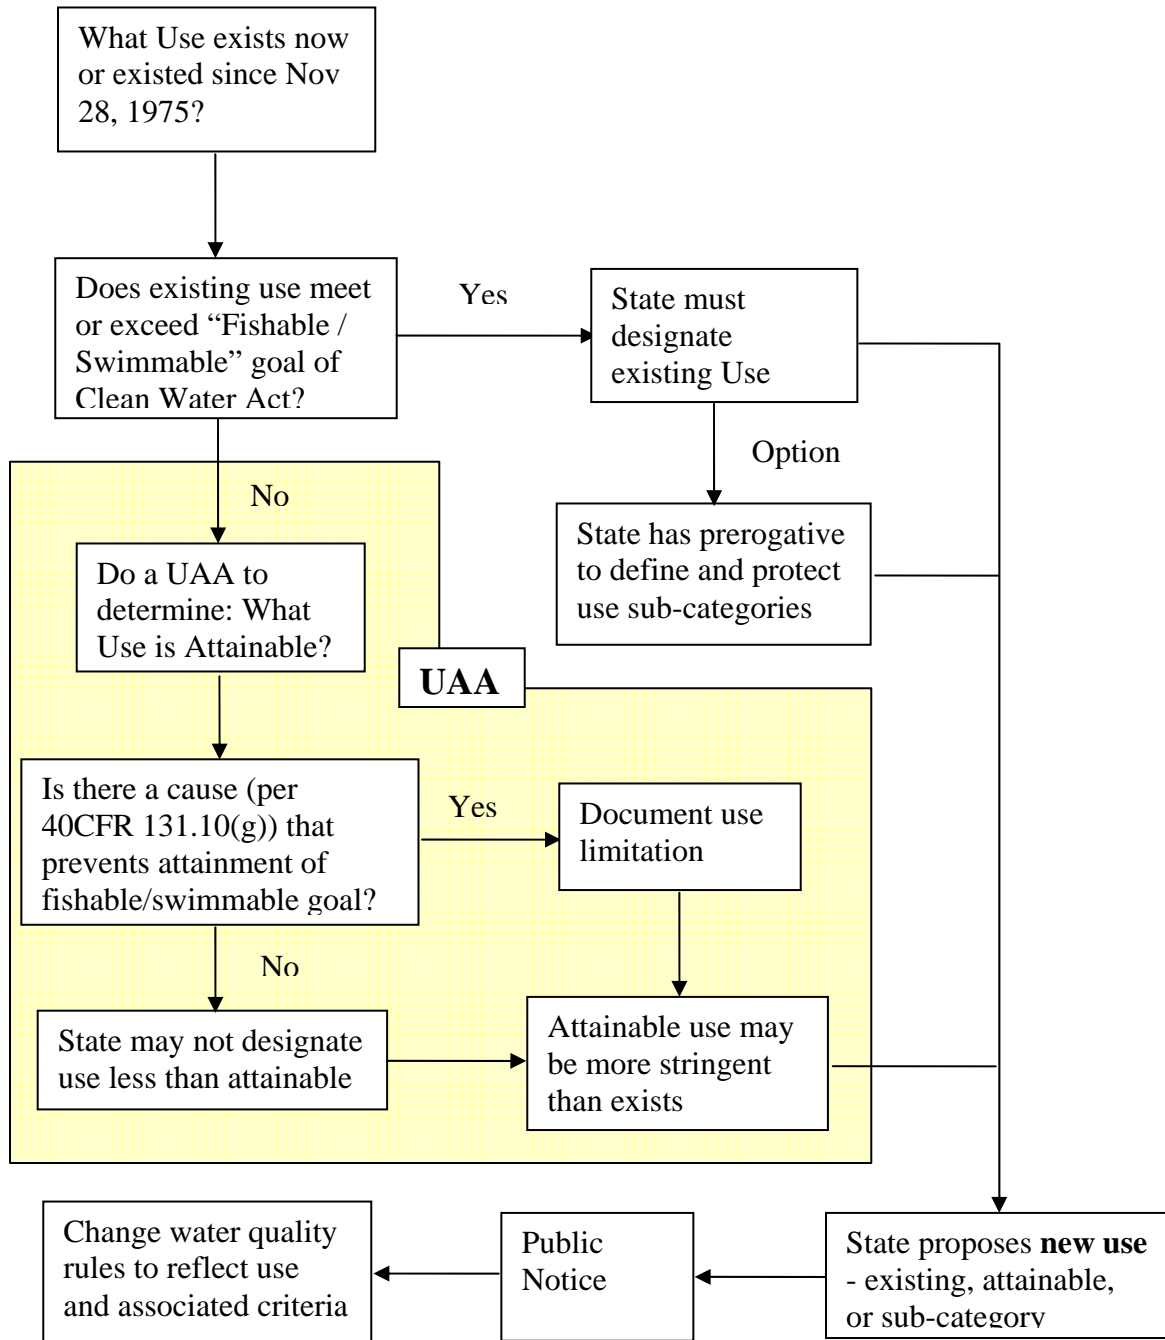 What Use exists now
or existed since Nov
28, 1975?
Does existing use meet
or exceed “Fishable /
Swimmable” goal of
Clean Water Act?
Yes
State must
designate
existing Use
Option
State has prerogative
to define and protect
use sub-categories
No
Do a UAA to
determine: What
Use is Attainable?
UAA
Is there a cause (per
40CFR 131.10(g)) that
prevents attainment of
fishable/swimmable goal?
Yes
Document use
limitation
No
State may not designate
use less than attainable
Attainable use may
be more stringent
than exists
State proposes new use
- existing, attainable,
or sub-category
Public
Notice
Change water quality
rules to reflect use
and associated criteria